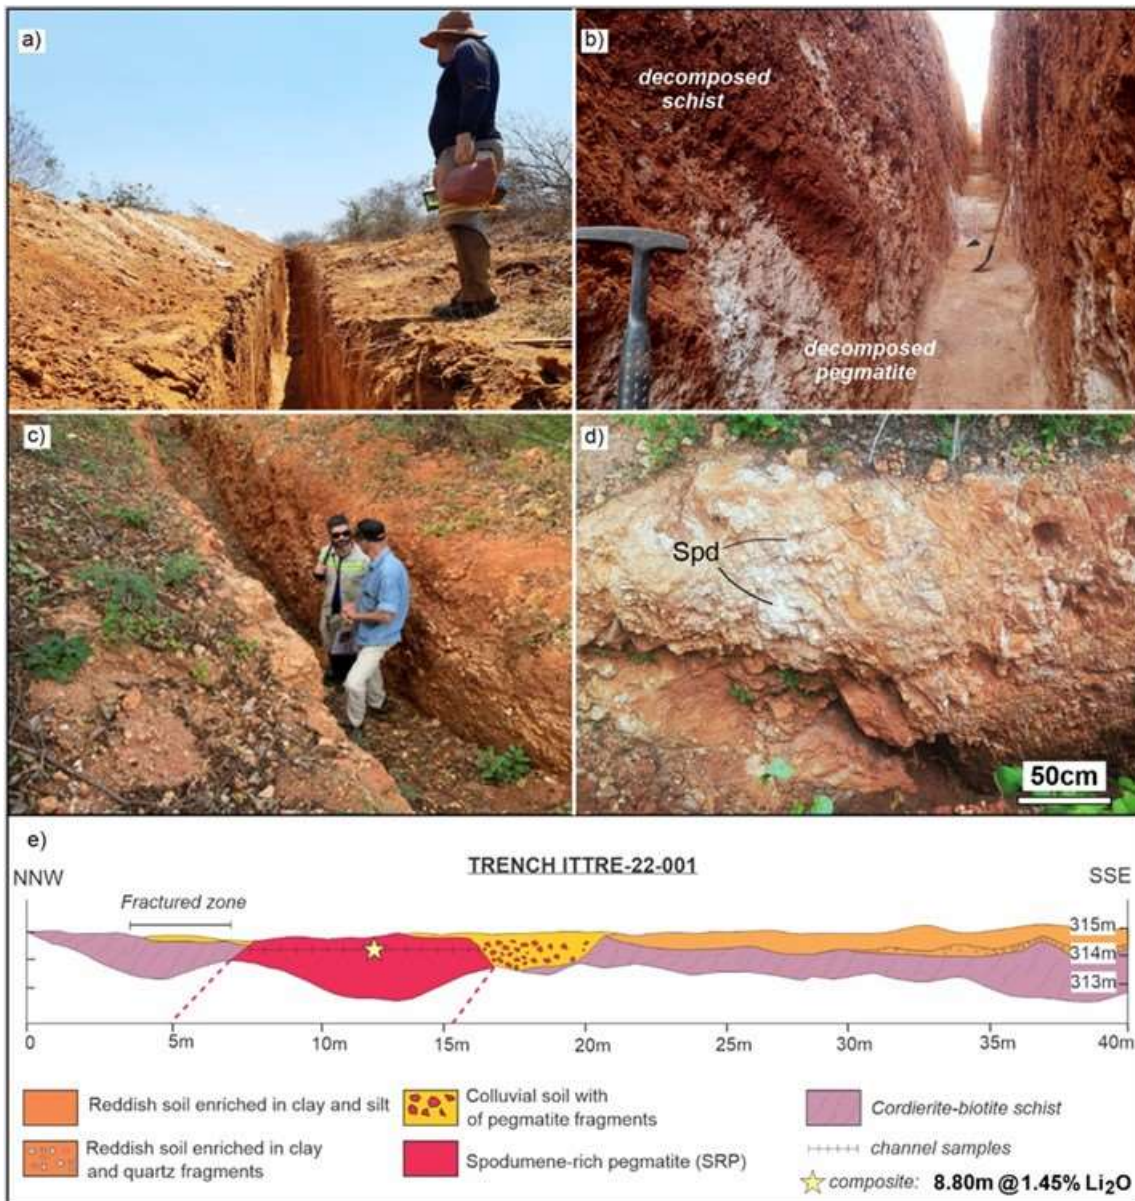 a)
b)
decomposed
schist
decomposed
pegmatite
c)
d)
Spd
50cm
e)
TRENCH ITTRE-22-001
NNW
SSE
Fractured zone
315m
314m
313m
0
5m
10m
15m
20m
25m
30m
35m
40m
Reddish soil enriched in clay and silt
Colluvial soil with
of pegmatite fragments
Cordierite-biotite schist
Reddish soil enriched in clay
and quartz fragments
Spodumene-rich pegmatite (SRP)
channel samples
composite: 8.80m @1.45% Li₂O